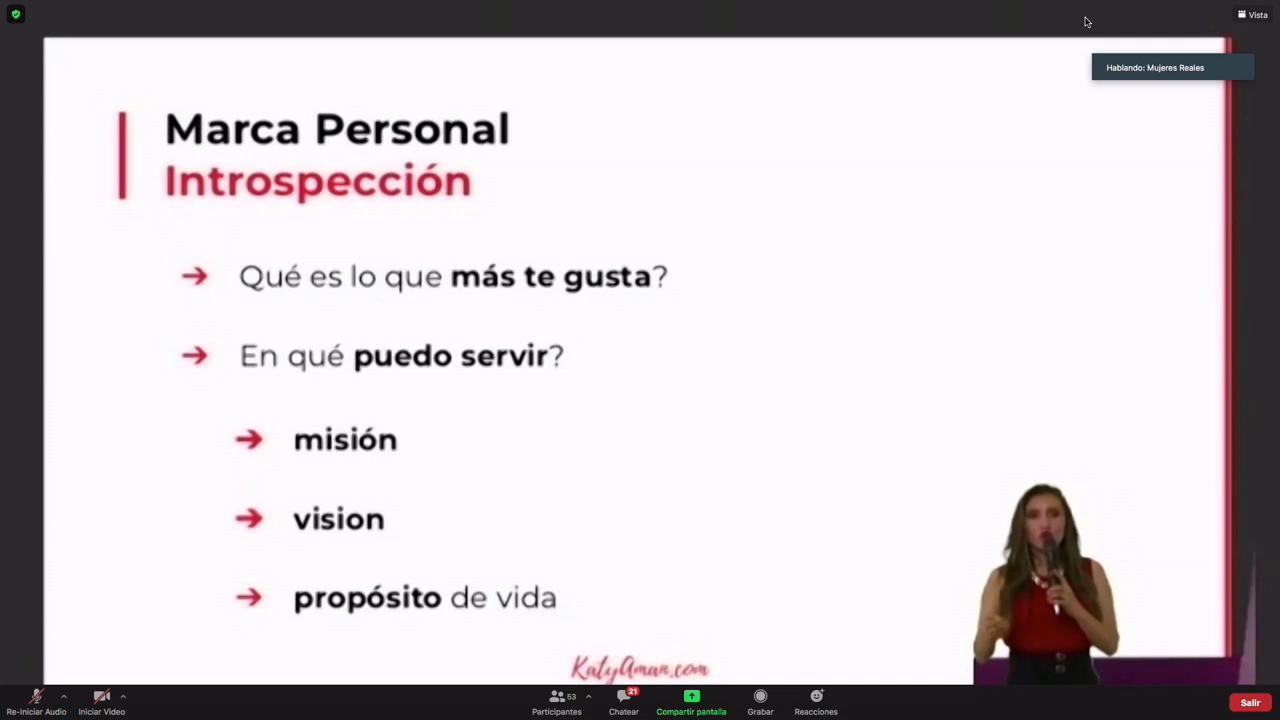 Vista
Hablando: Mujeres Reales
Marca Personal
Introspección
Qué es lo que más te gusta?
En qué puedo servir?
misión
vision
propósito de vida
KatyAman.com
53
21
Re-Iniciar Audio
Iniciar Video
Participantes
Chatear
Compartir pantalla
Grabar
Reacciones
Salir